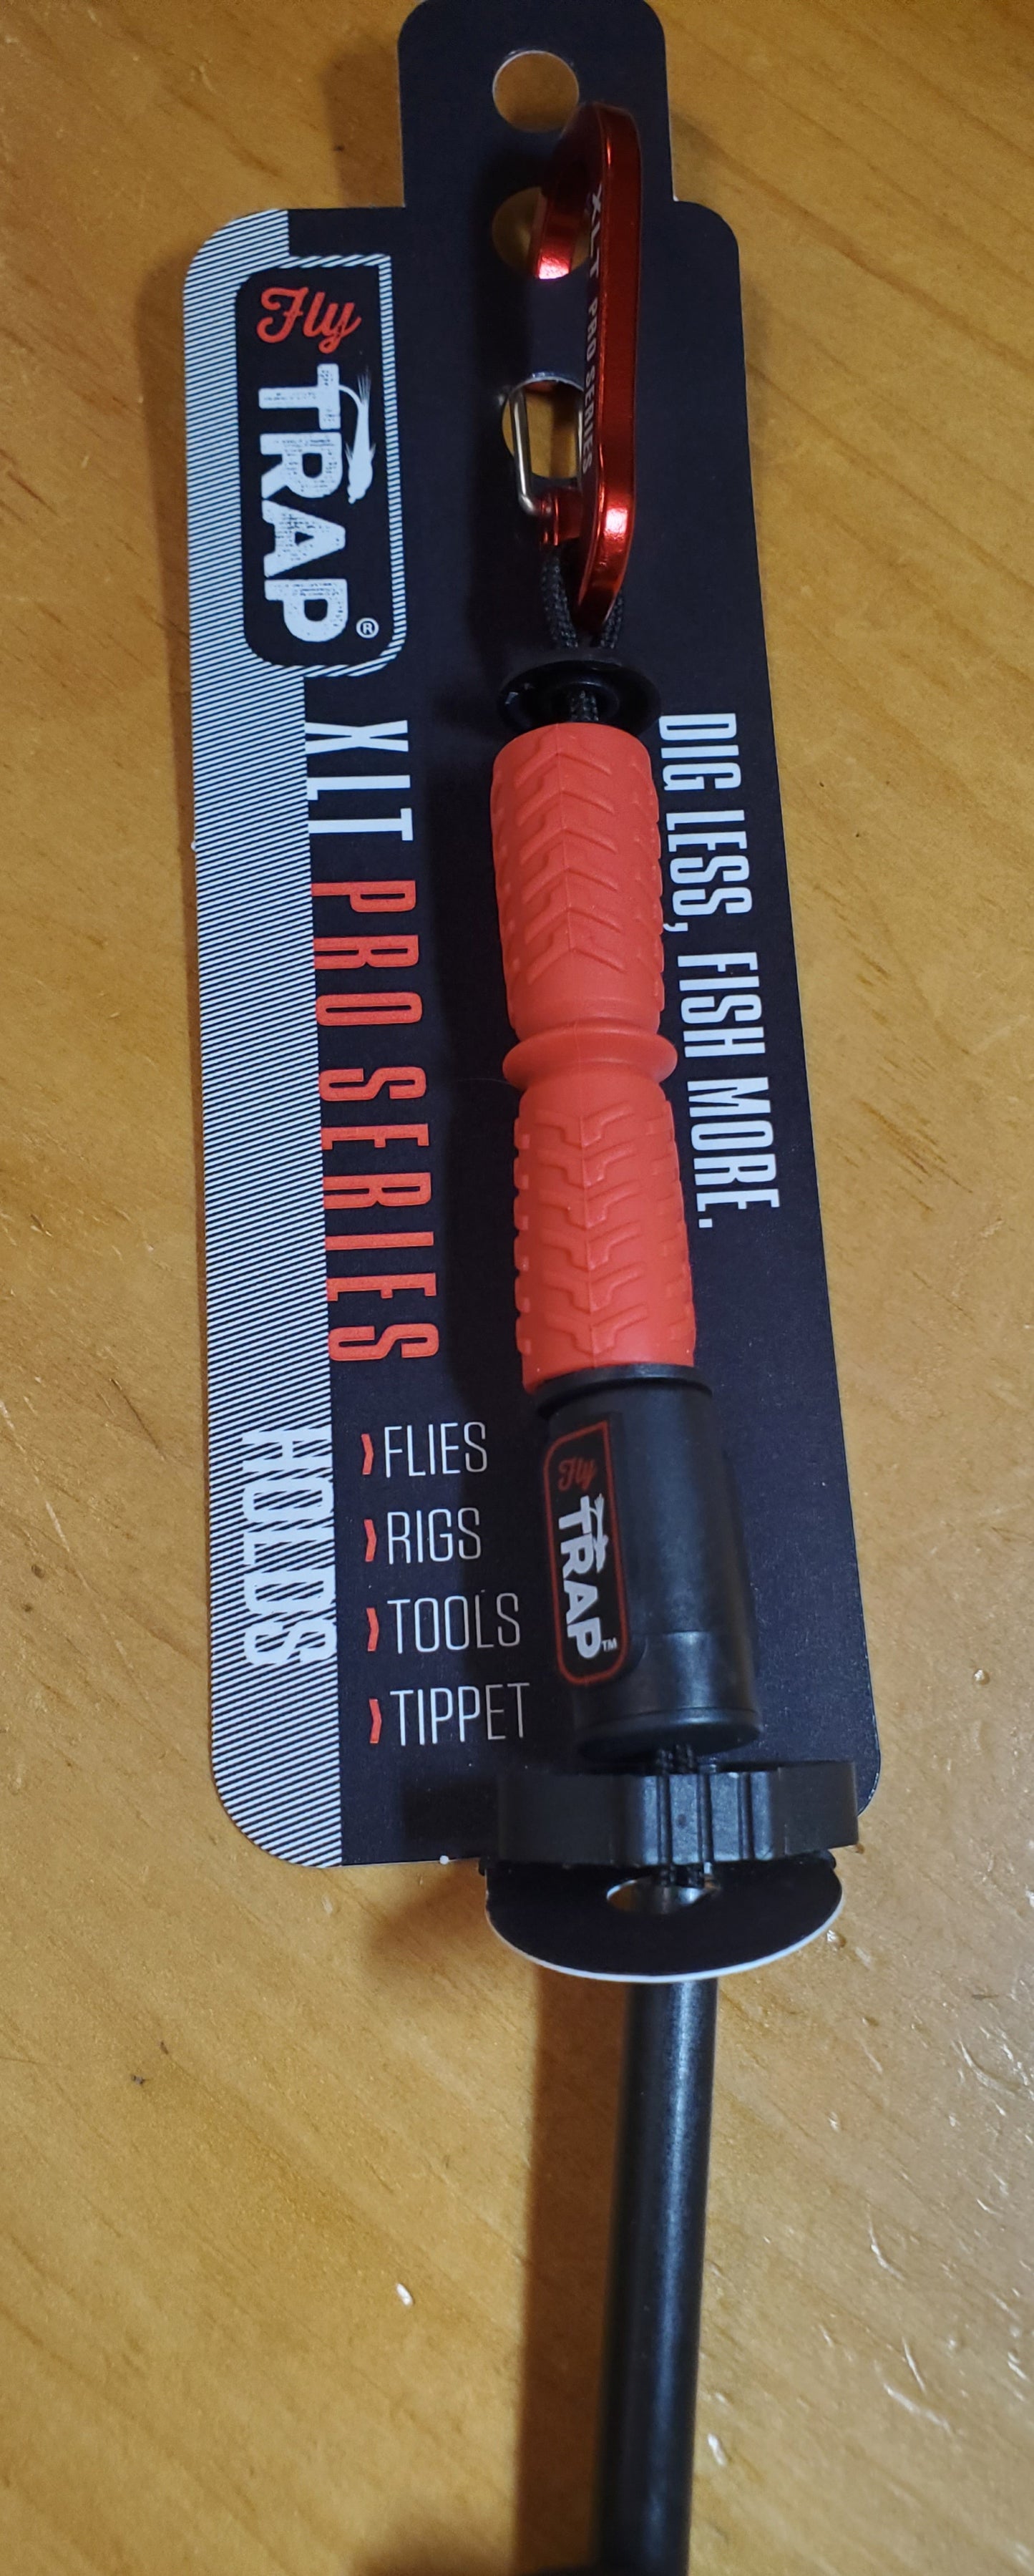 Fly
TRAP®
XLT PRO SERIES
DIG LESS, FISH MORE.
HOLDS
FLIES
RIGS
TOOLS
TIPPET
XLT PRO SERIES
Fly
TRAP™